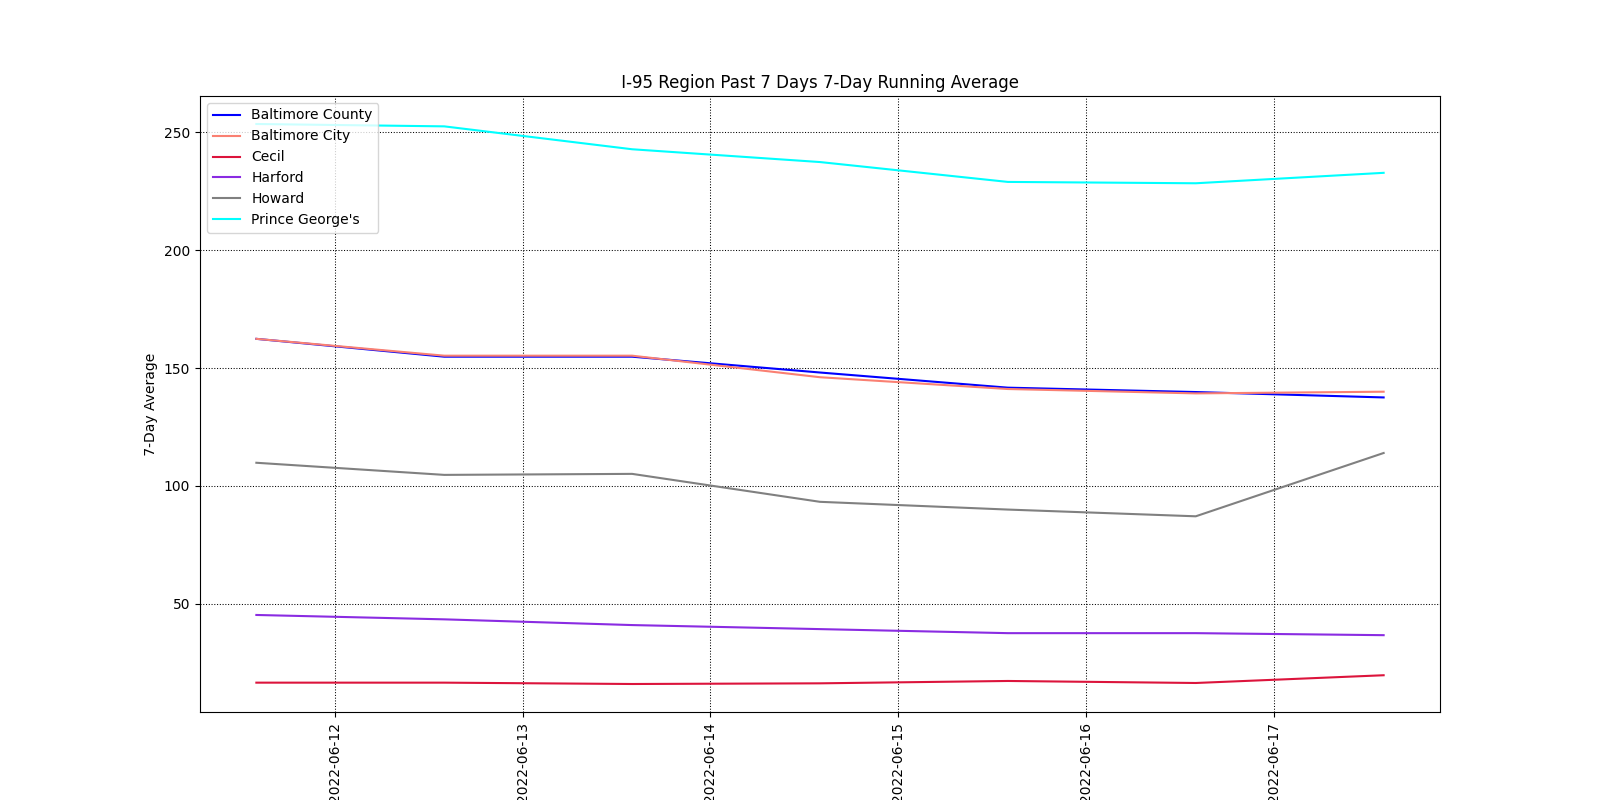 I-95 Region Past 7 Days 7-Day Running Average
Baltimore County
Baltimore City
Cecil
Harford
Howard
Prince George's
7-Day Average
250
200
150
100
50
2022-06-12
2022-06-13
2022-06-14
2022-06-15
2022-06-16
2022-06-17